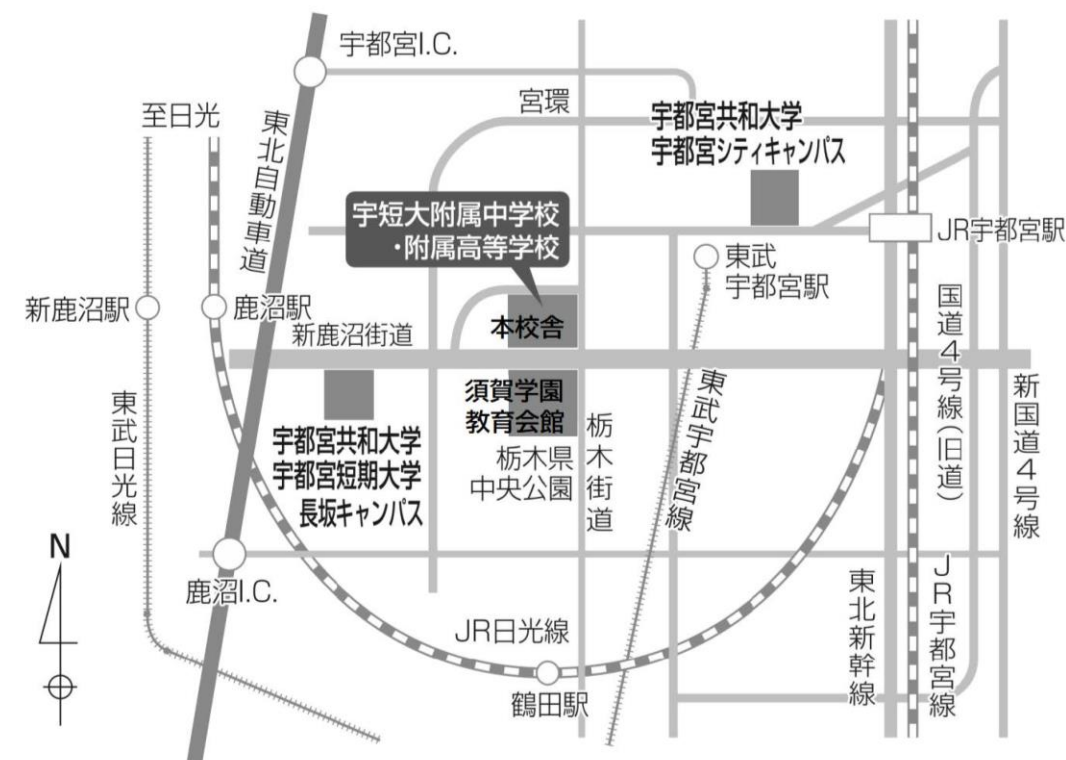 宇都宮I.C.
至日光
宮環
宇都宮共和大学
宇都宮シティキャンパス
東北自動車道
宇短大附属中学校
・附属高等学校
JR宇都宮駅
東武
宇都宮駅
新鹿沼駅
鹿沼駅
新鹿沼街道
本校舎
国道4号線(旧道)
新国道4号線
須賀学園
教育会館
東武日光線
宇都宮共和大学
宇都宮短期大学
長坂キャンパス
栃木県
中央公園
栃木街道
東武宇都宮線
N
鹿沼I.C.
JR日光線
鶴田駅
東北新幹線
JR宇都宮線